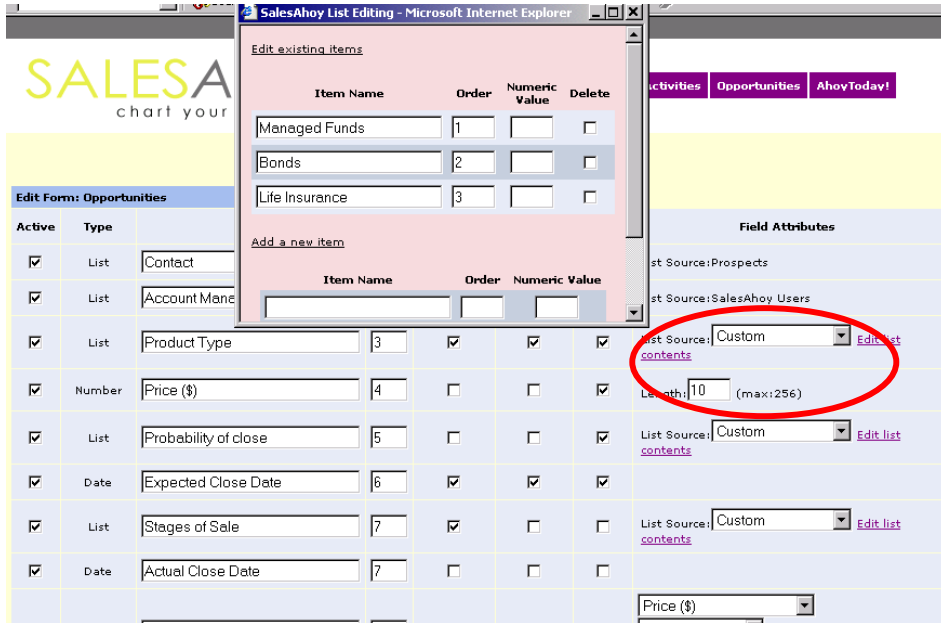 SalesAhoy List Editing - Microsoft Internet Explorer
Edit existing items
Item Name Order Numeric Value Delete
Managed Funds 1
Bonds 2
Life Insurance 3
Add a new item
Item Name Order Numeric Value
SALESA
chart your
Opportunities AhoyToday!
Edit Form: Opportunities
Active Type Field Attributes
List Contact List Source:Prospects
List List Source:SalesAhoy Users
List Product Type 3 List Source: Custom Edit list
contents
Number Price ($) 4 Length: 10 (max:256)
List Probability of close 5 List Source: Custom Edit list
contents
Date Expected Close Date 6
List Stages of Sale 7 List Source: Custom Edit list
contents
Date Actual Close Date 7
Price ($)